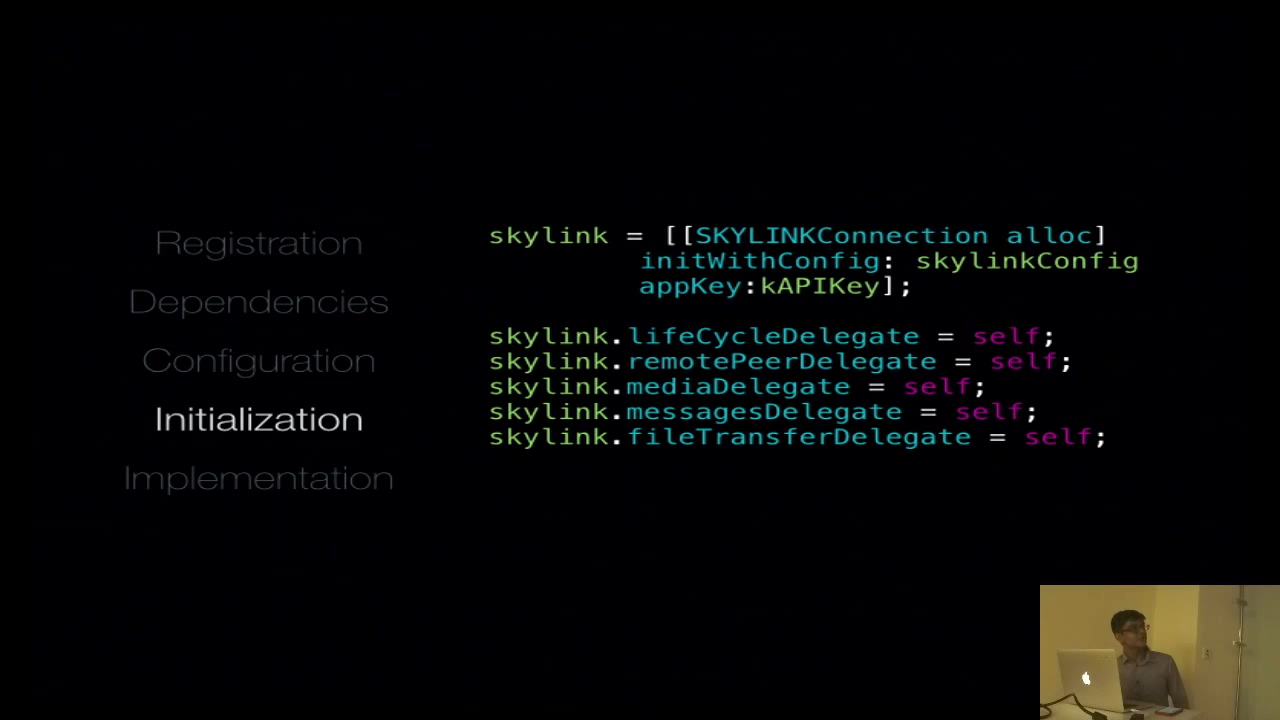 Registration
Dependencies
Configuration
Initialization
Implementation
skylink = [[SKYLINKConnection alloc]
initWithConfig: skylinkConfig
appKey:kAPIKey];
skylink.lifeCycleDelegate = self;
skylink.remotePeerDelegate = self;
skylink.mediaDelegate = self;
skylink.messagesDelegate = self;
skylink.fileTransferDelegate = self;